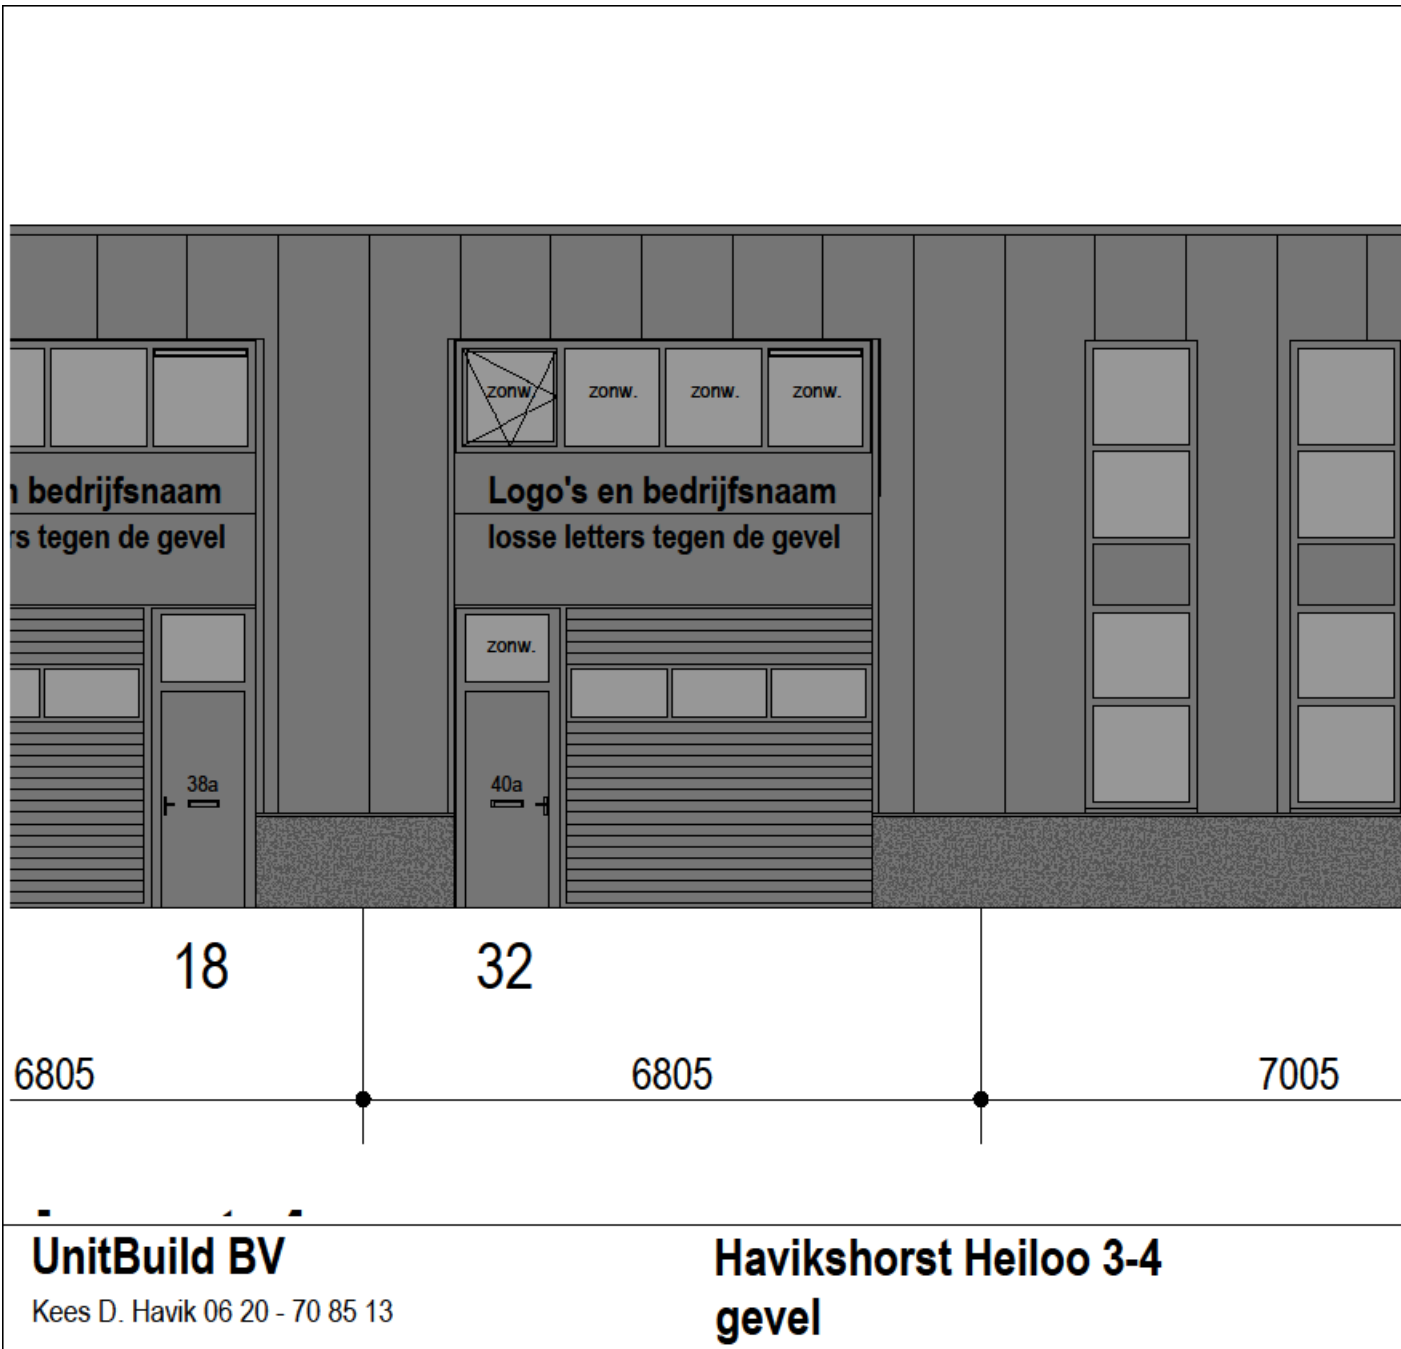 zonw. zonw. zonw. zonw.
bedrijfsnaam
Logo's en bedrijfsnaam
tegen de gevel
losse letters tegen de gevel
zonw.
38a
40a
18
32
6805
6805
7005
UnitBuild BV
Kees D. Havik 06 20 - 70 85 13
Havikshorst Heiloo 3-4
gevel